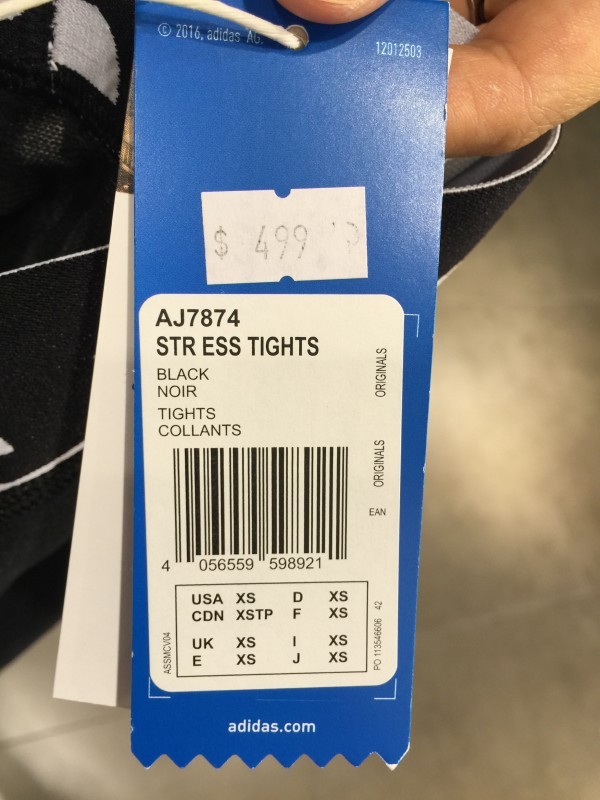 © 2016, adidas AG.
12012503
$ 499
AJ7874
STR ESS TIGHTS
BLACK
NOIR
TIGHTS
COLLANTS
ORIGINALS
ORIGINALS
EAN
4 056559 598921
USA XS D XS
CDN XSTP F XS
UK XS I XS
E XS J XS
ASSMCV04
PO 113546606 42
adidas.com